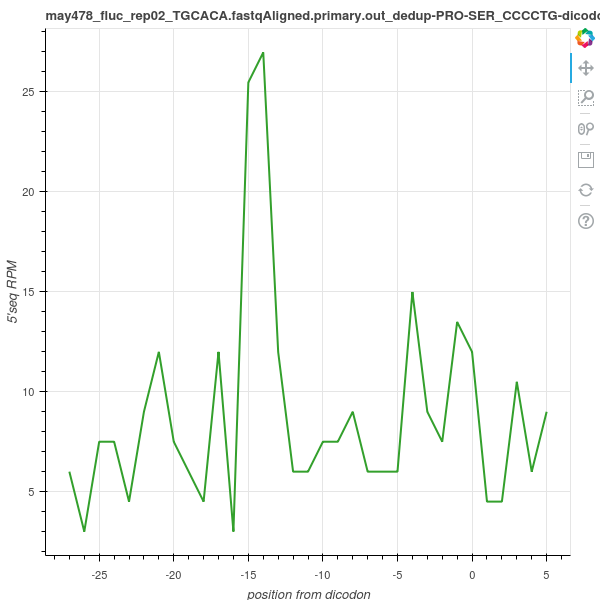 may478_fluc_rep02_TGCACA.fastqAligned.primary.out_dedup-PRO-SER_CCCCTG-dicodo
25
20
15
10
5
5'seq RPM
-25 -20 -15 -10 -5 0 5
position from dicodon